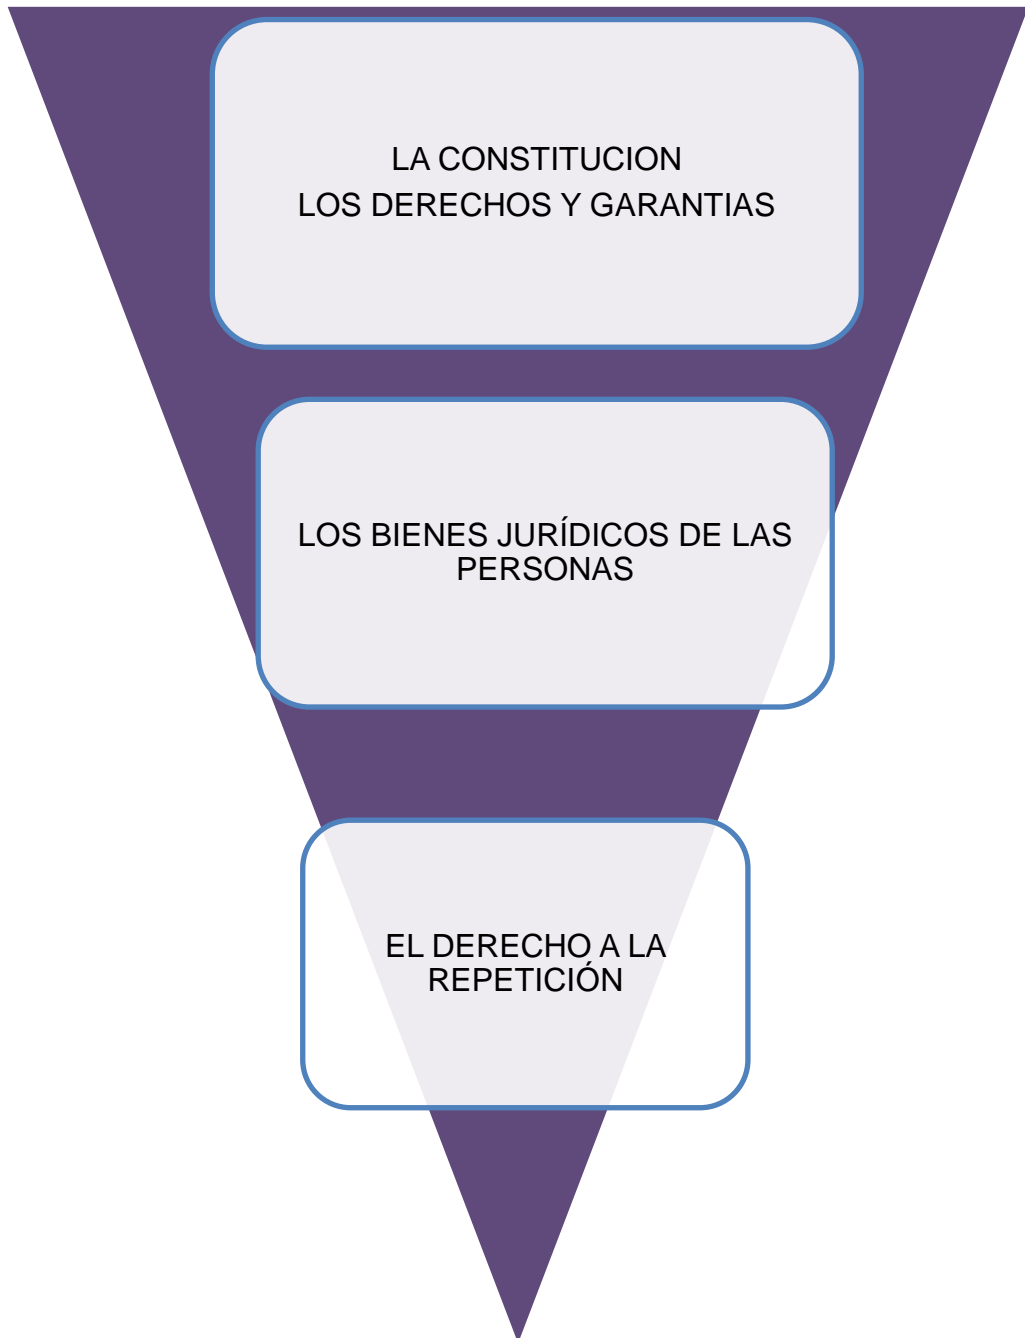 LA CONSTITUCION
LOS DERECHOS Y GARANTIAS
LOS BIENES JURÍDICOS DE LAS
PERSONAS
EL DERECHO A LA
REPETICIÓN